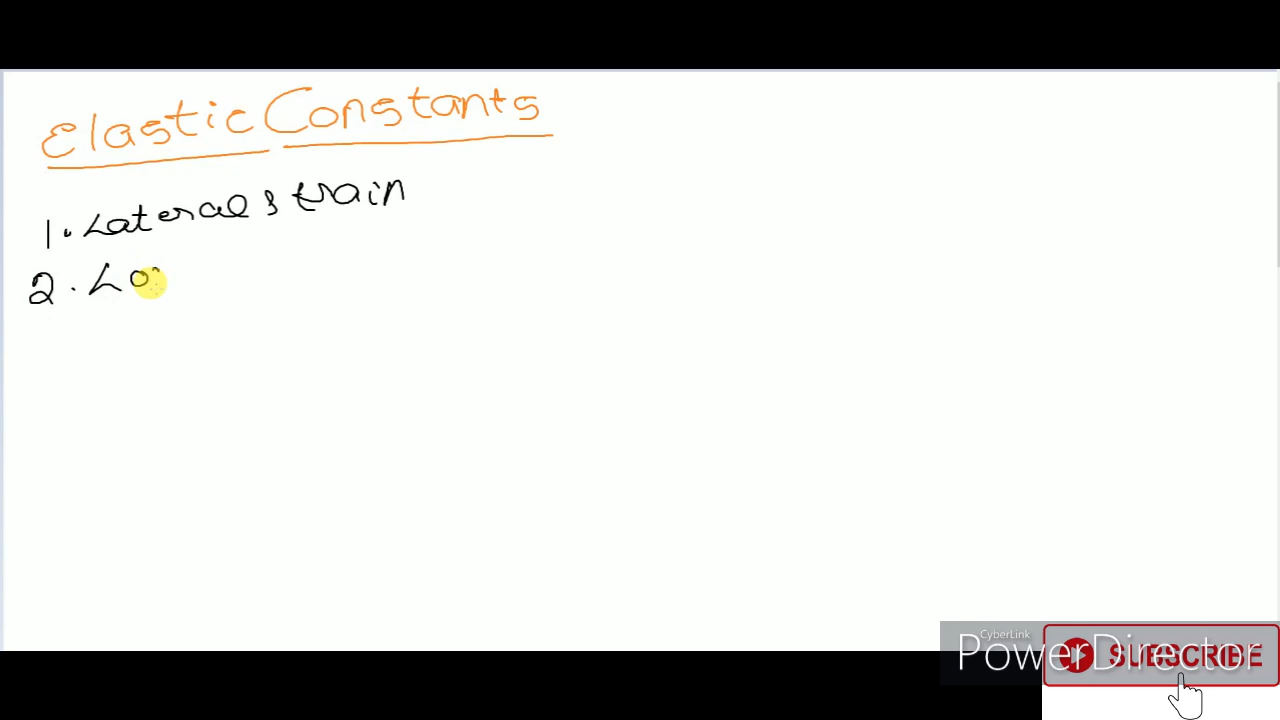 Elastic Constants
1. Lateral strain
2. Lo
CyberLink
PowerDirector
SUBSCRIBE